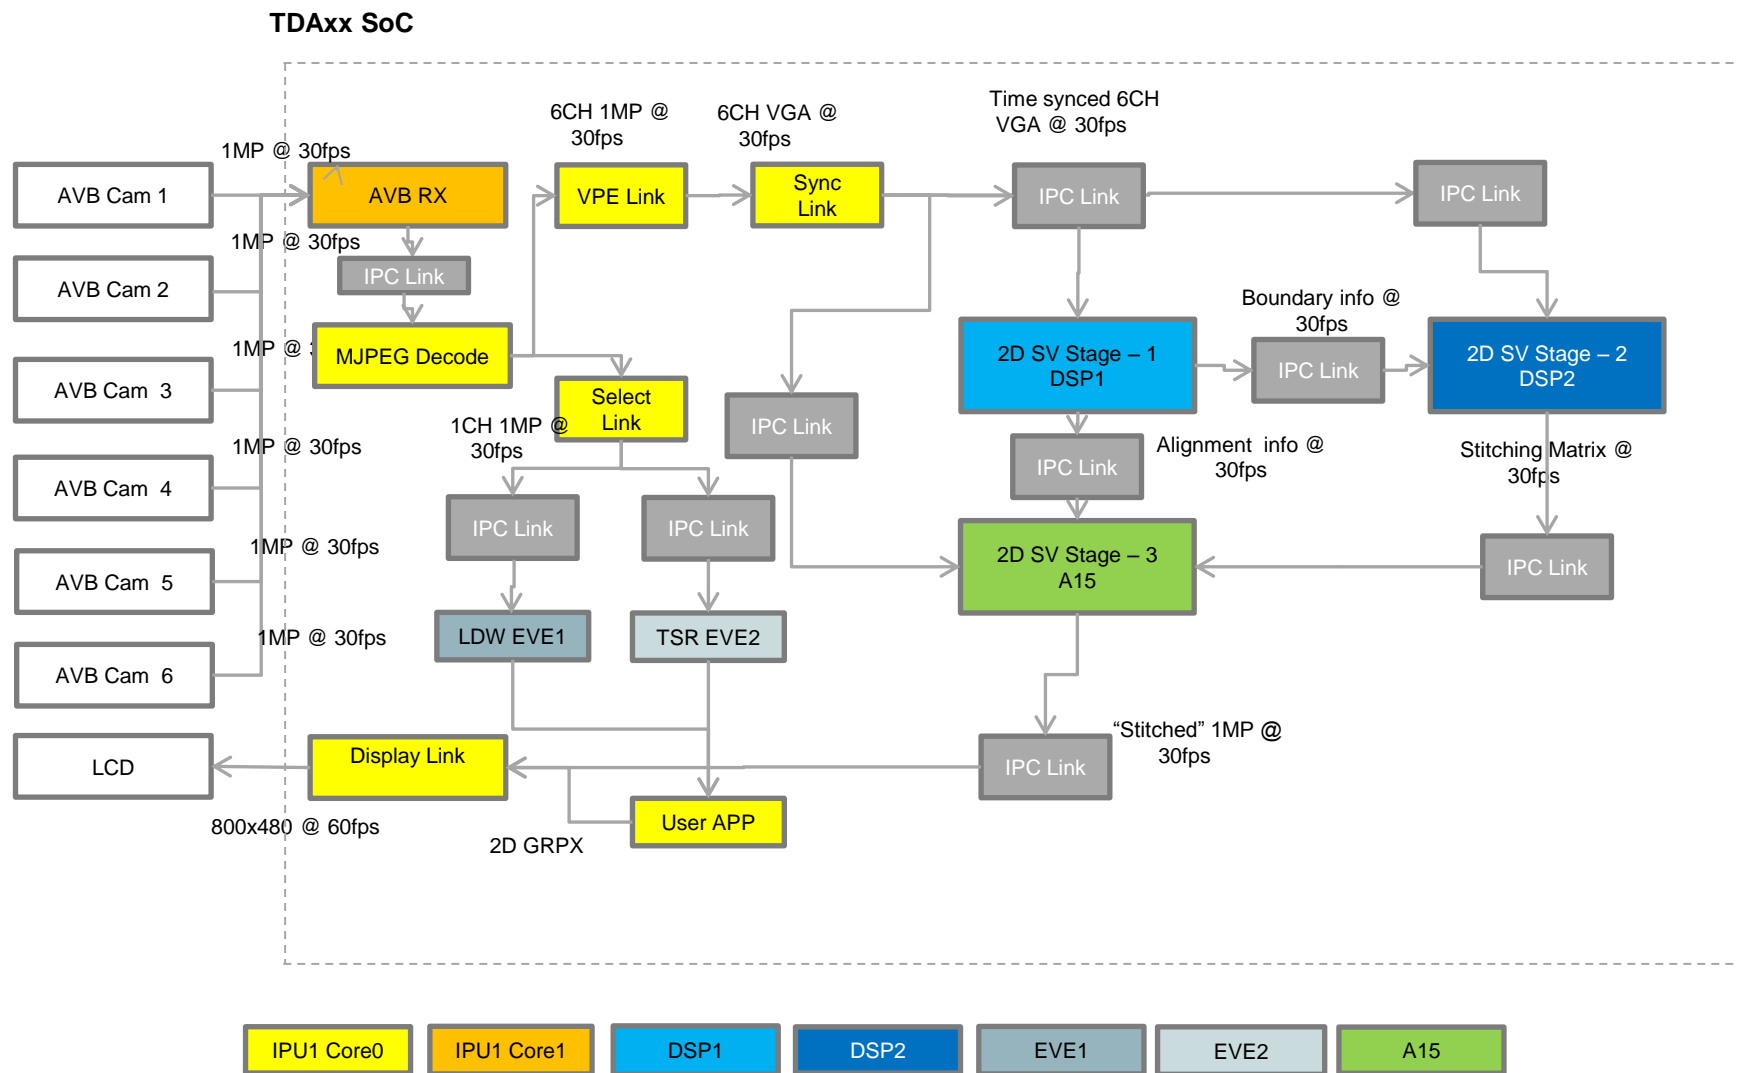 TDAxx SoC
6CH 1MP @
30fps
6CH VGA @
30fps
Time synced 6CH
VGA @ 30fps
1MP @ 30fps
AVB Cam 1
AVB RX
VPE Link
Sync
Link
IPC Link
IPC Link
1MP @ 30fps
AVB Cam 2
IPC Link
Boundary info @
30fps
1MP @
MJPEG Decode
2D SV Stage – 1
DSP1
IPC Link
2D SV Stage – 2
DSP2
AVB Cam  3
Select
Link
1CH 1MP @
30fps
IPC Link
1MP @ 30fps
IPC Link
Alignment  info @
30fps
Stitching Matrix @
30fps
AVB Cam  4
IPC Link
IPC Link
1MP @ 30fps
AVB Cam  5
2D SV Stage – 3
A15
IPC Link
1MP @ 30fps
LDW EVE1
TSR EVE2
AVB Cam  6
“Stitched” 1MP @
30fps
LCD
Display Link
IPC Link
800x480 @ 60fps
User APP
2D GRPX
IPU1 Core0
IPU1 Core1
DSP1
DSP2
EVE1
EVE2
A15